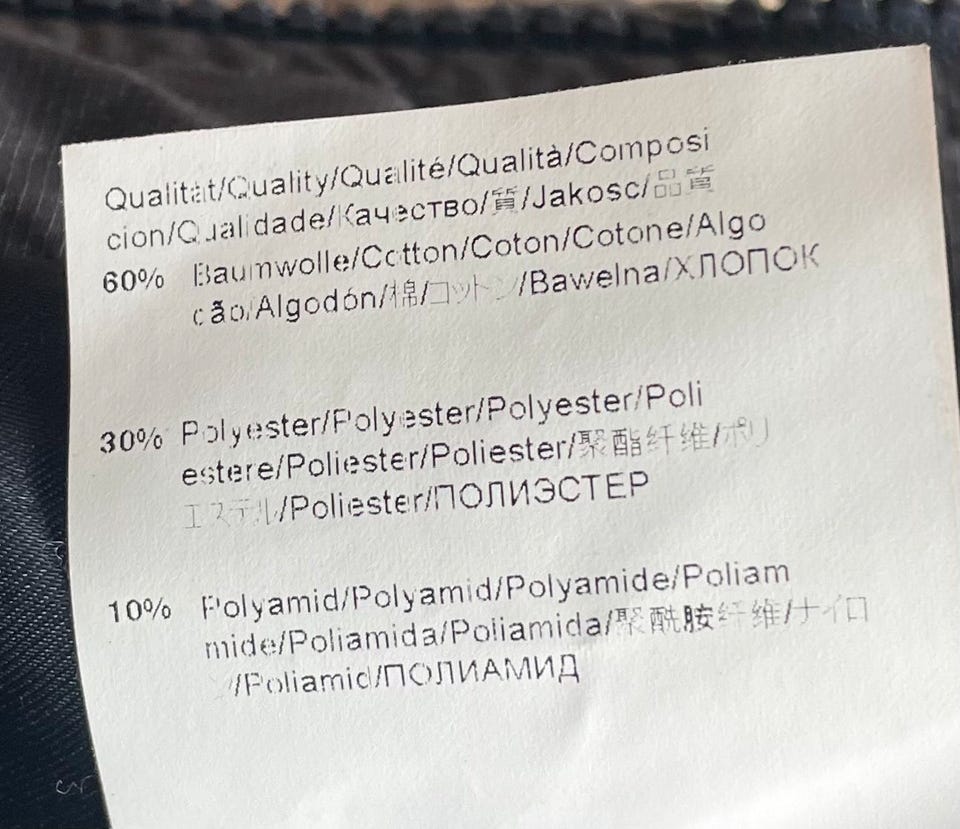 Qualität/Quality/Qualité/Qualità/Composi
cion/Qualidade/Качество/質/Jakosc/品質
60% Baumwolle/Cotton/Coton/Cotone/Algo
cão/Algodón/棉/コットン/Bawelna/ХЛОПОК
30% Polyester/Polyester/Polyester/Poli
estere/Poliester/Poliester/聚酯纤维/ポリ
エステル/Poliester/ПОЛИЭСТЕР
10% Polyamid/Polyamid/Polyamide/Poliam
mide/Poliamida/Poliamida/聚酰胺纤维/ナイロ
ン/Poliamid/ПОЛИАМИД